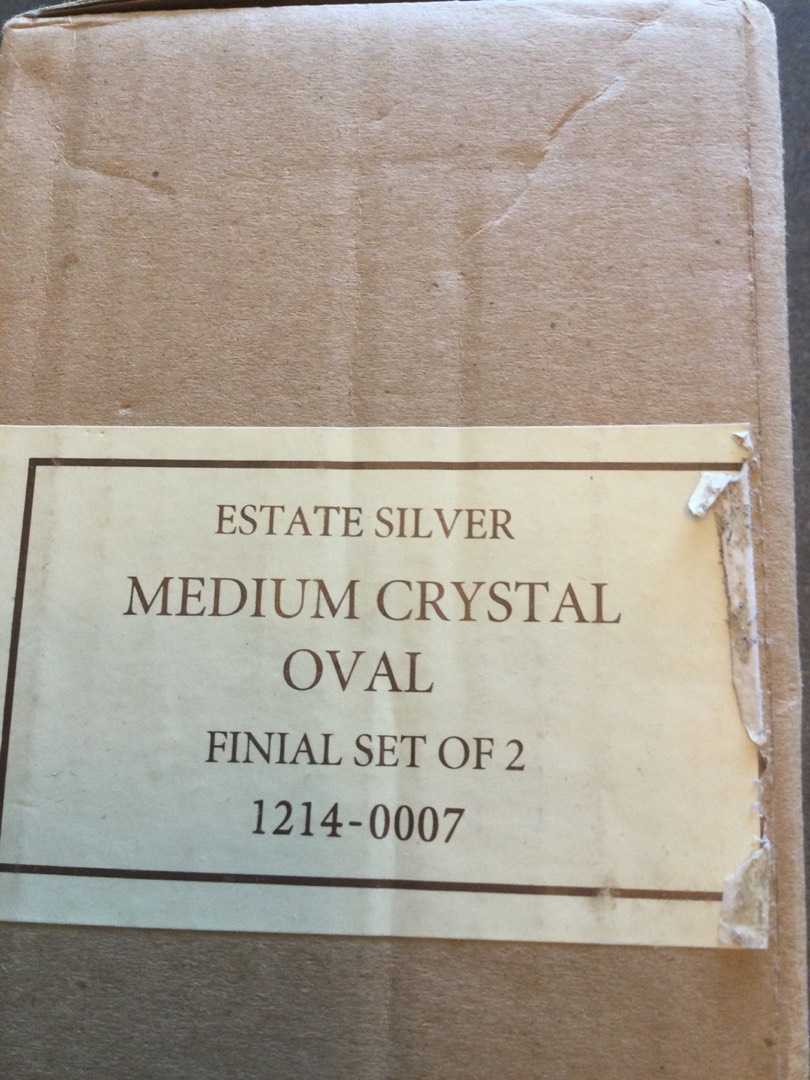 ESTATE SILVER
MEDIUM CRYSTAL
OVAL
FINIAL SET OF 2
1214-0007